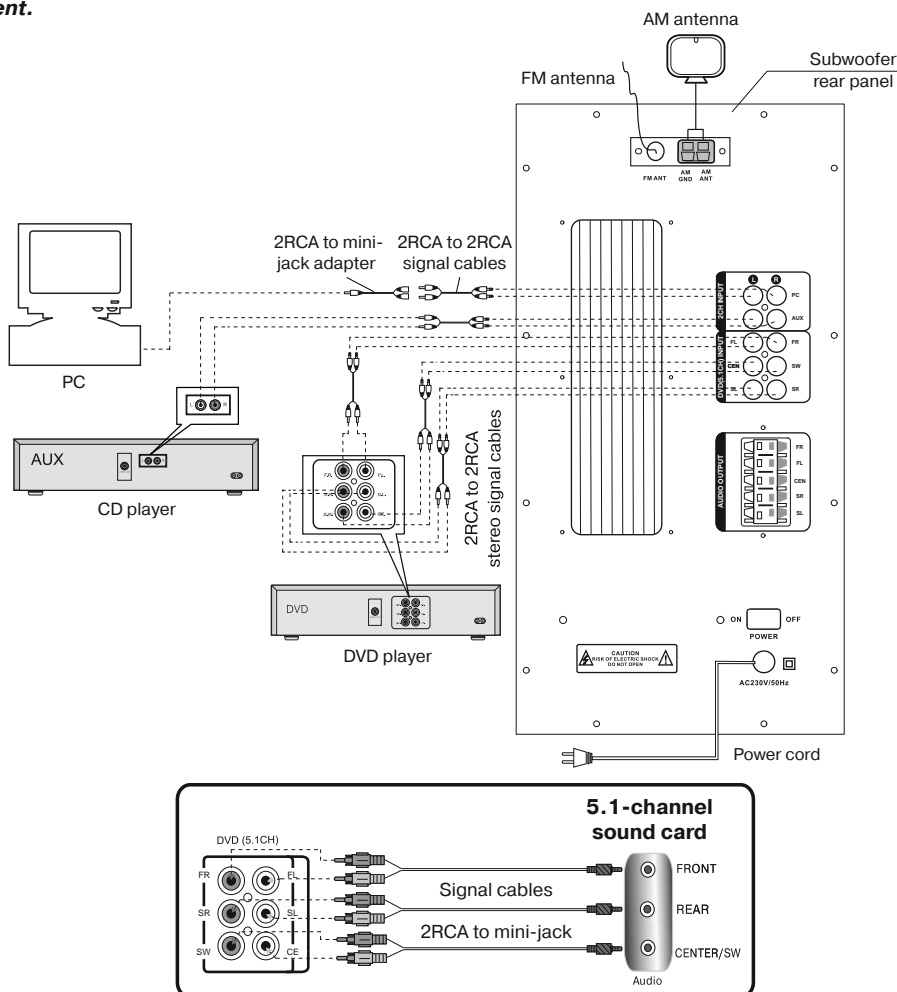 ent.
AM antenna
FM antenna
Subwoofer
rear panel
FM ANT
AM
GND
AM
ANT
2RCA to mini-
jack adapter
2RCA to 2RCA
signal cables
L
R
2CH INPUT
PC
AUX
DVD(5.1CH) INPUT
FL
FR
CEN
SW
SL
SR
PC
L
R
AUX
CD player
AUDIO OUTPUT
FR
FL
CEN
SR
SL
2RCA to 2RCA
stereo signal cables
DVD
DVD player
ON
OFF
POWER
CAUTION
RISK OF ELECTRIC SHOCK
DO NOT OPEN
AC230V/50Hz
Power cord
5.1-channel
sound card
DVD (5.1CH)
FR
FL
SR
SL
SW
CE
Signal cables
2RCA to mini-jack
FRONT
REAR
CENTER/SW
Audio